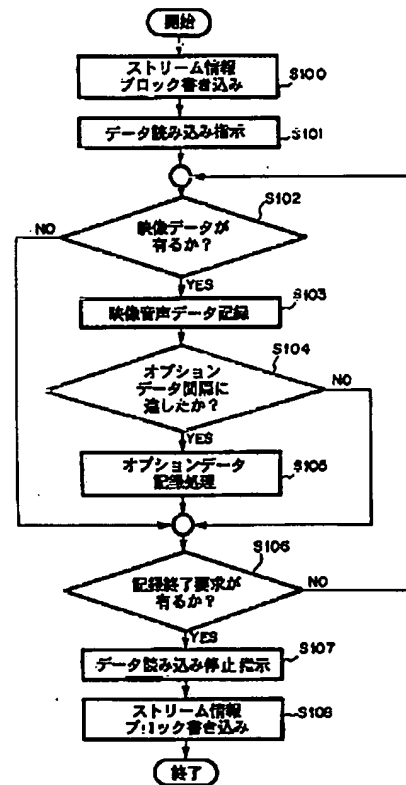 開始
ストリーム情報
ブロック書き込み
S100
データ読み込み指示
S101
S102
NO
映像データが
有るか?
YES
S103
映像音声データ記録
S104
オプション
データ間隔に
達したか?
NO
YES
オプションデータ
記録処理
S105
S106
記録終了要求が
有るか?
NO
YES
S107
データ読み込み停止指示
ストリーム情報
ブロック書き込み
S108
終了